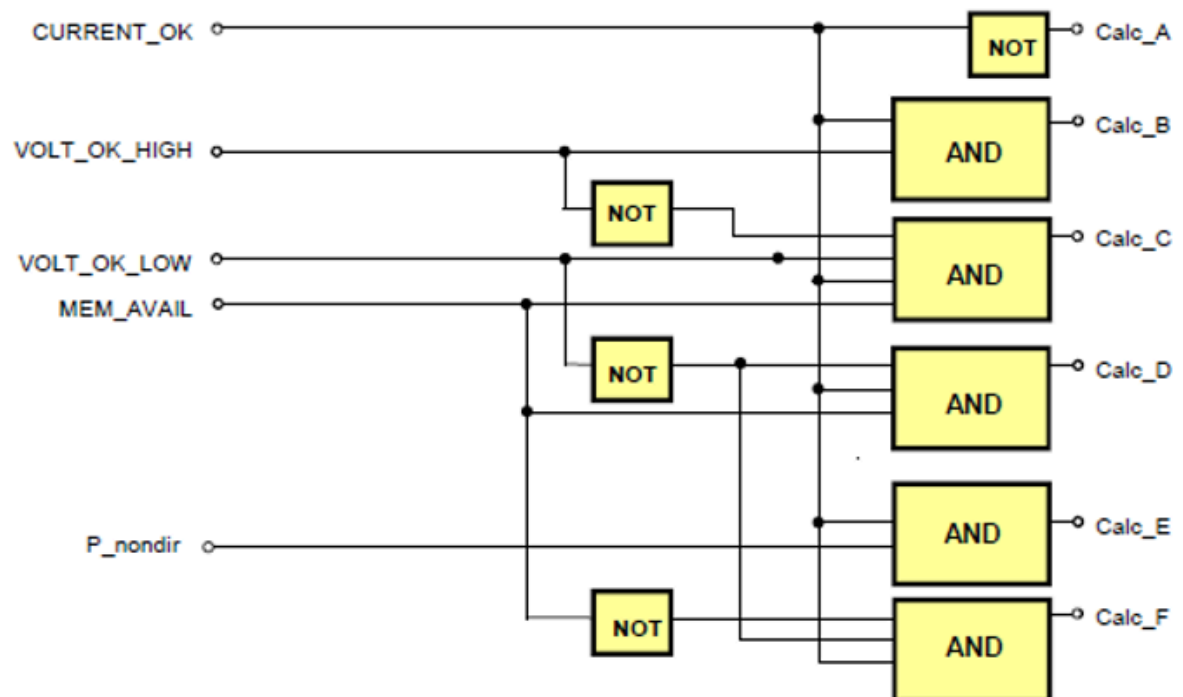 CURRENT_OK
NOT
Calc_A
VOLT_OK_HIGH
AND
Calc_B
NOT
VOLT_OK_LOW
AND
Calc_C
MEM_AVAIL
NOT
AND
Calc_D
P_nondir
AND
Calc_E
NOT
AND
Calc_F